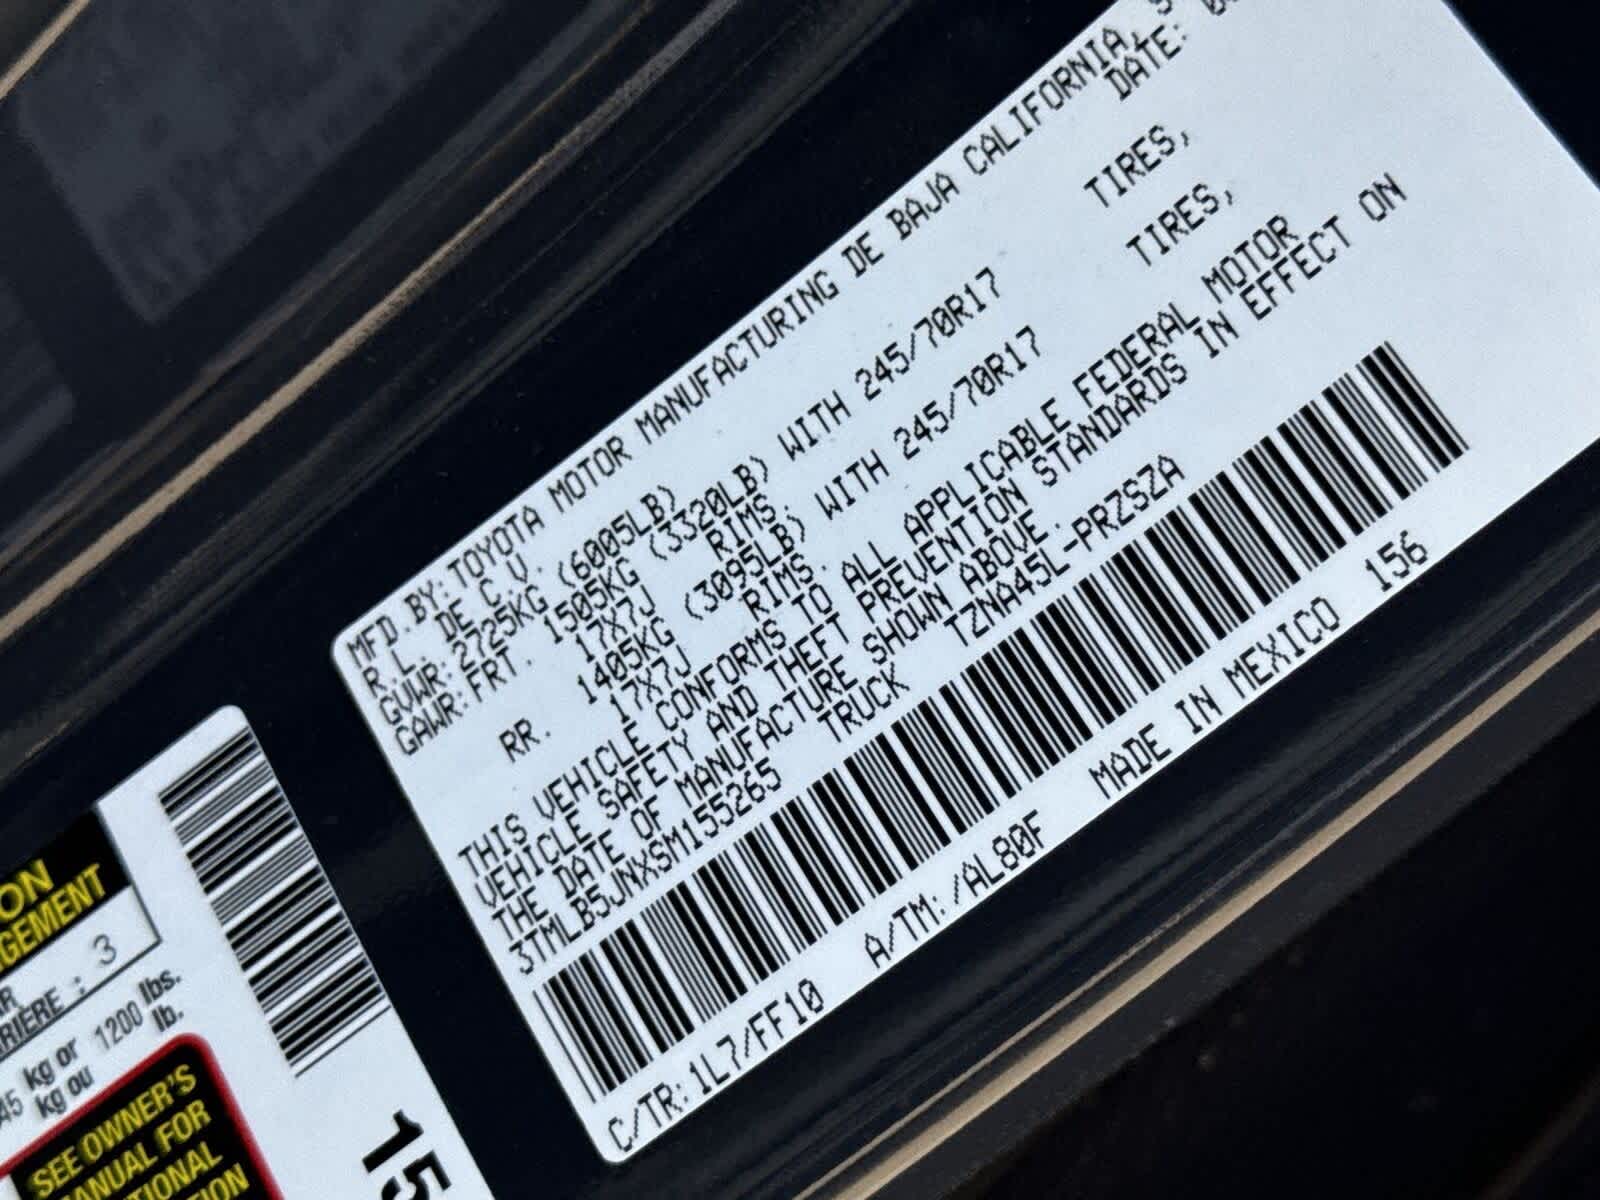 MFD.BY:TOYOTA MOTOR MANUFACTURING DE BAJA CALIFORNIA, S
R.L. DE C.V. DATE:
GVWR:2725KG (6005LB)
GAWR:FRT. 1505KG (3320LB) WITH 245/70R17 TIRES,
17X7J RIMS.
RR. 1405KG (3095LB) WITH 245/70R17 TIRES,
17X7J RIMS.
THIS VEHICLE CONFORMS TO ALL APPLICABLE FEDERAL MOTOR
VEHICLE SAFETY AND THEFT PREVENTION STANDARDS IN EFFECT ON
THE DATE OF MANUFACTURE SHOWN ABOVE.
3TMLB5JNXSM155265 TRUCK TZNA45L-PRZSZA
C/TR:1L7/FF10 A/TM:/AL80F MADE IN MEXICO 156
ON
GEMENT
: 3
kg or 1200 lbs.
kg ou lb.
SEE OWNER'S
MANUAL FOR
15